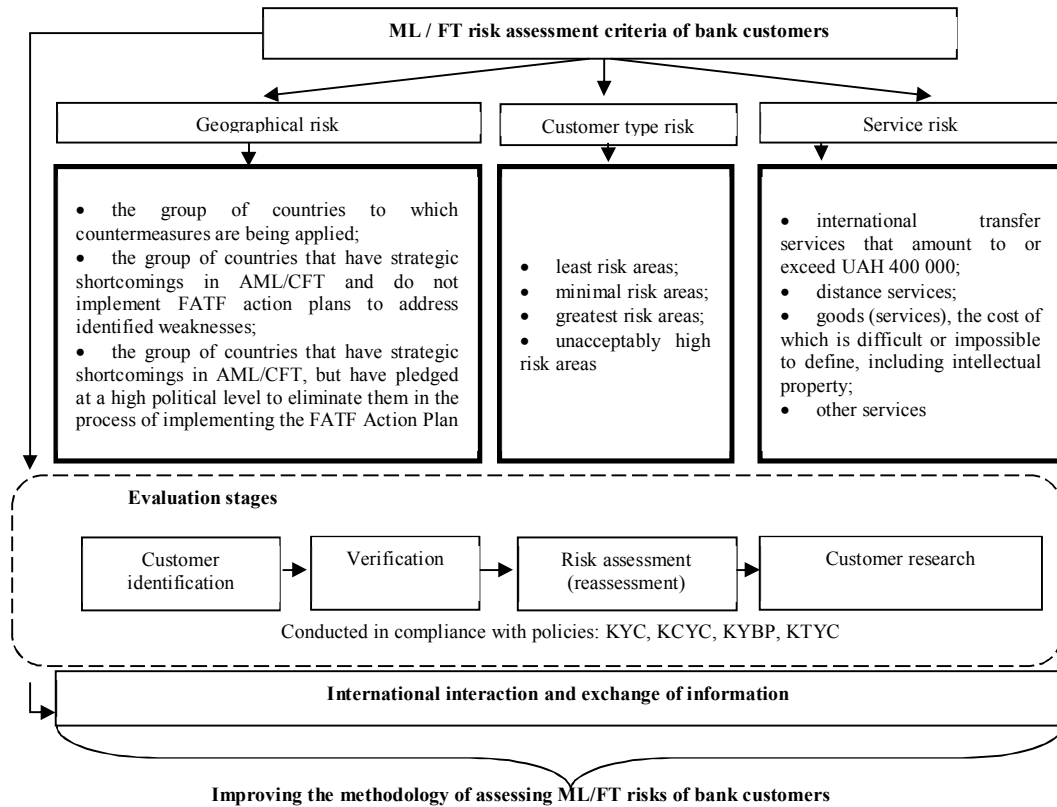 ML / FT risk assessment criteria of bank customers
Geographical risk
Customer type risk
Service risk
• the group of countries to which
countermeasures are being applied;
• the group of countries that have strategic
shortcomings in AML/CFT and do not
implement FATF action plans to address
identified weaknesses;
• the group of countries that have strategic
shortcomings in AML/CFT, but have pledged
at a high political level to eliminate them in the
process of implementing the FATF Action Plan
• least risk areas;
• minimal risk areas;
• greatest risk areas;
• unacceptably high
risk areas
• international transfer
services that amount to or
exceed UAH 400 000;
• distance services;
• goods (services), the cost of
which is difficult or impossible
to define, including intellectual
property;
• other services
Evaluation stages
Customer
identification
Verification
Risk assessment
(reassessment)
Customer research
Conducted in compliance with policies: KYC, KCYC, KYBP, KTYC
International interaction and exchange of information
Improving the methodology of assessing ML/FT risks of bank customers